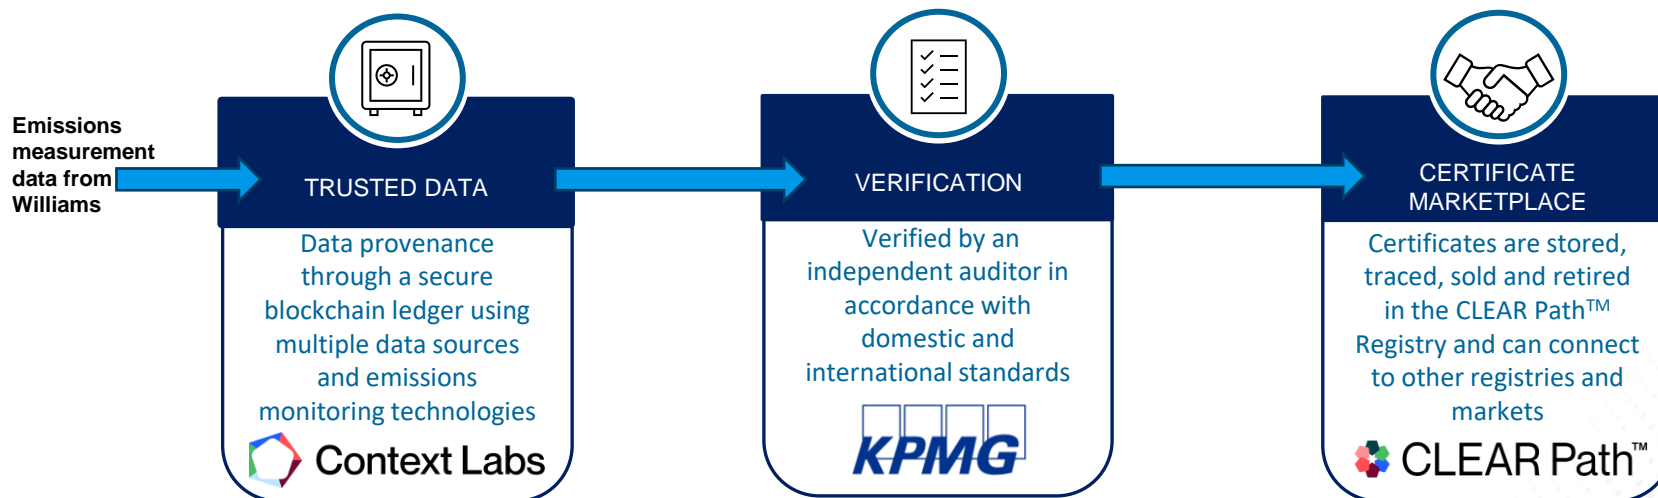 Emissions
measurement
data from
Williams
TRUSTED DATA
Data provenance
through a secure
blockchain ledger using
multiple data sources
and emissions
monitoring technologies
Context Labs
VERIFICATION
Verified by an
independent auditor in
accordance with
domestic and
international standards
KPMG
CERTIFICATE
MARKETPLACE
Certificates are stored,
traced, sold and retired
in the CLEAR Path™
Registry and can connect
to other registries and
markets
CLEAR Path™